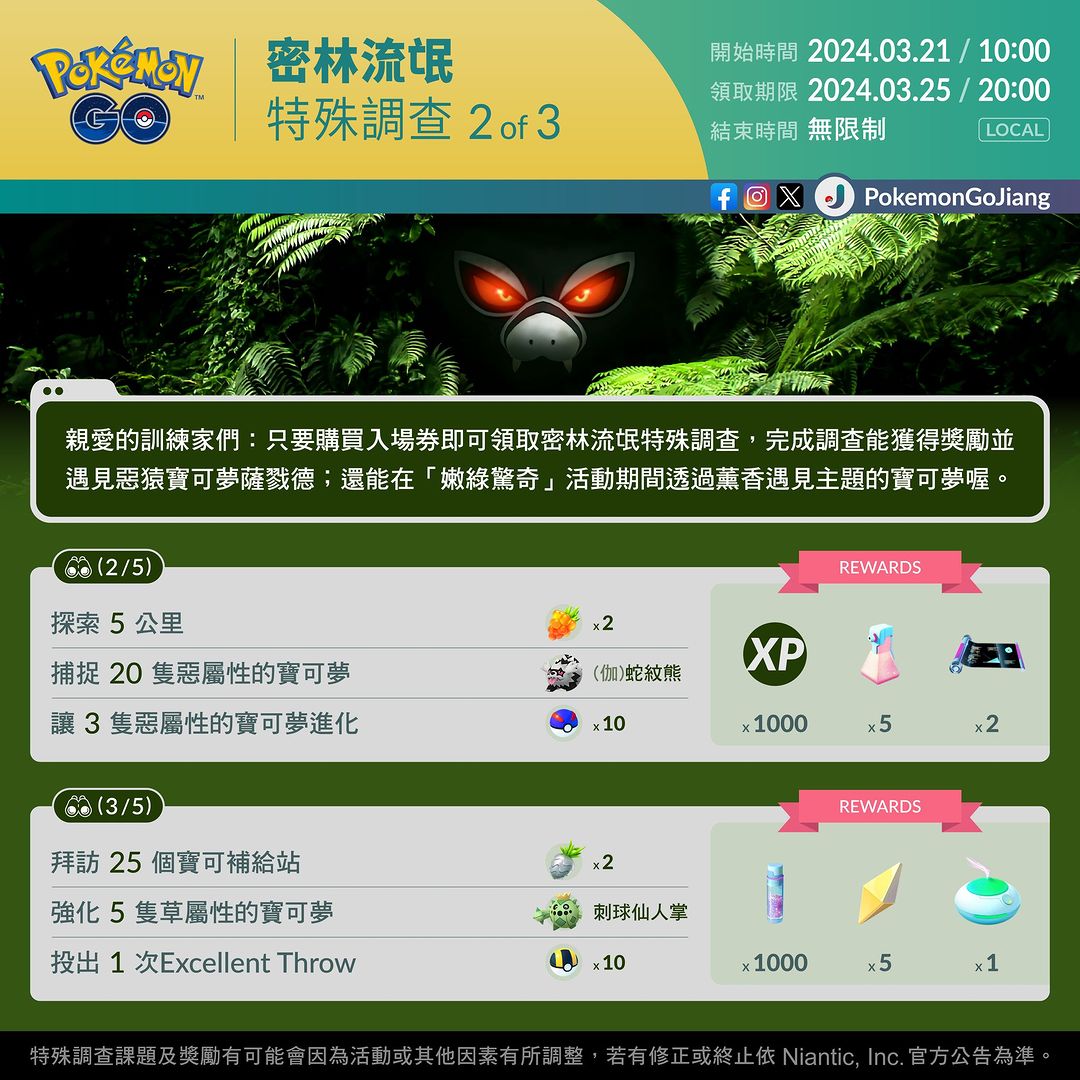 POKéMON GO TM
密林流氓
特殊調查 2 of 3
開始時間 2024.03.21 / 10:00
領取期限 2024.03.25 / 20:00
結束時間 無限制 LOCAL
PokemonGoJiang
親愛的訓練家們：只要購買入場券即可領取密林流氓特殊調查，完成調查能獲得獎勵並
遇見惡猿寶可夢薩戮德；還能在「嫩綠驚奇」活動期間透過薰香遇見主題的寶可夢喔。
(2/5)
REWARDS
探索 5 公里 x2
捕捉 20 隻惡屬性的寶可夢 (伽)蛇紋熊
讓 3 隻惡屬性的寶可夢進化 x10
XP
x1000 x5 x2
(3/5)
REWARDS
拜訪 25 個寶可補給站 x2
強化 5 隻草屬性的寶可夢 刺球仙人掌
投出 1 次Excellent Throw x10
x1000 x5 x1
特殊調查課題及獎勵有可能會因為活動或其他因素有所調整，若有修正或終止依 Niantic, Inc. 官方公告為準。